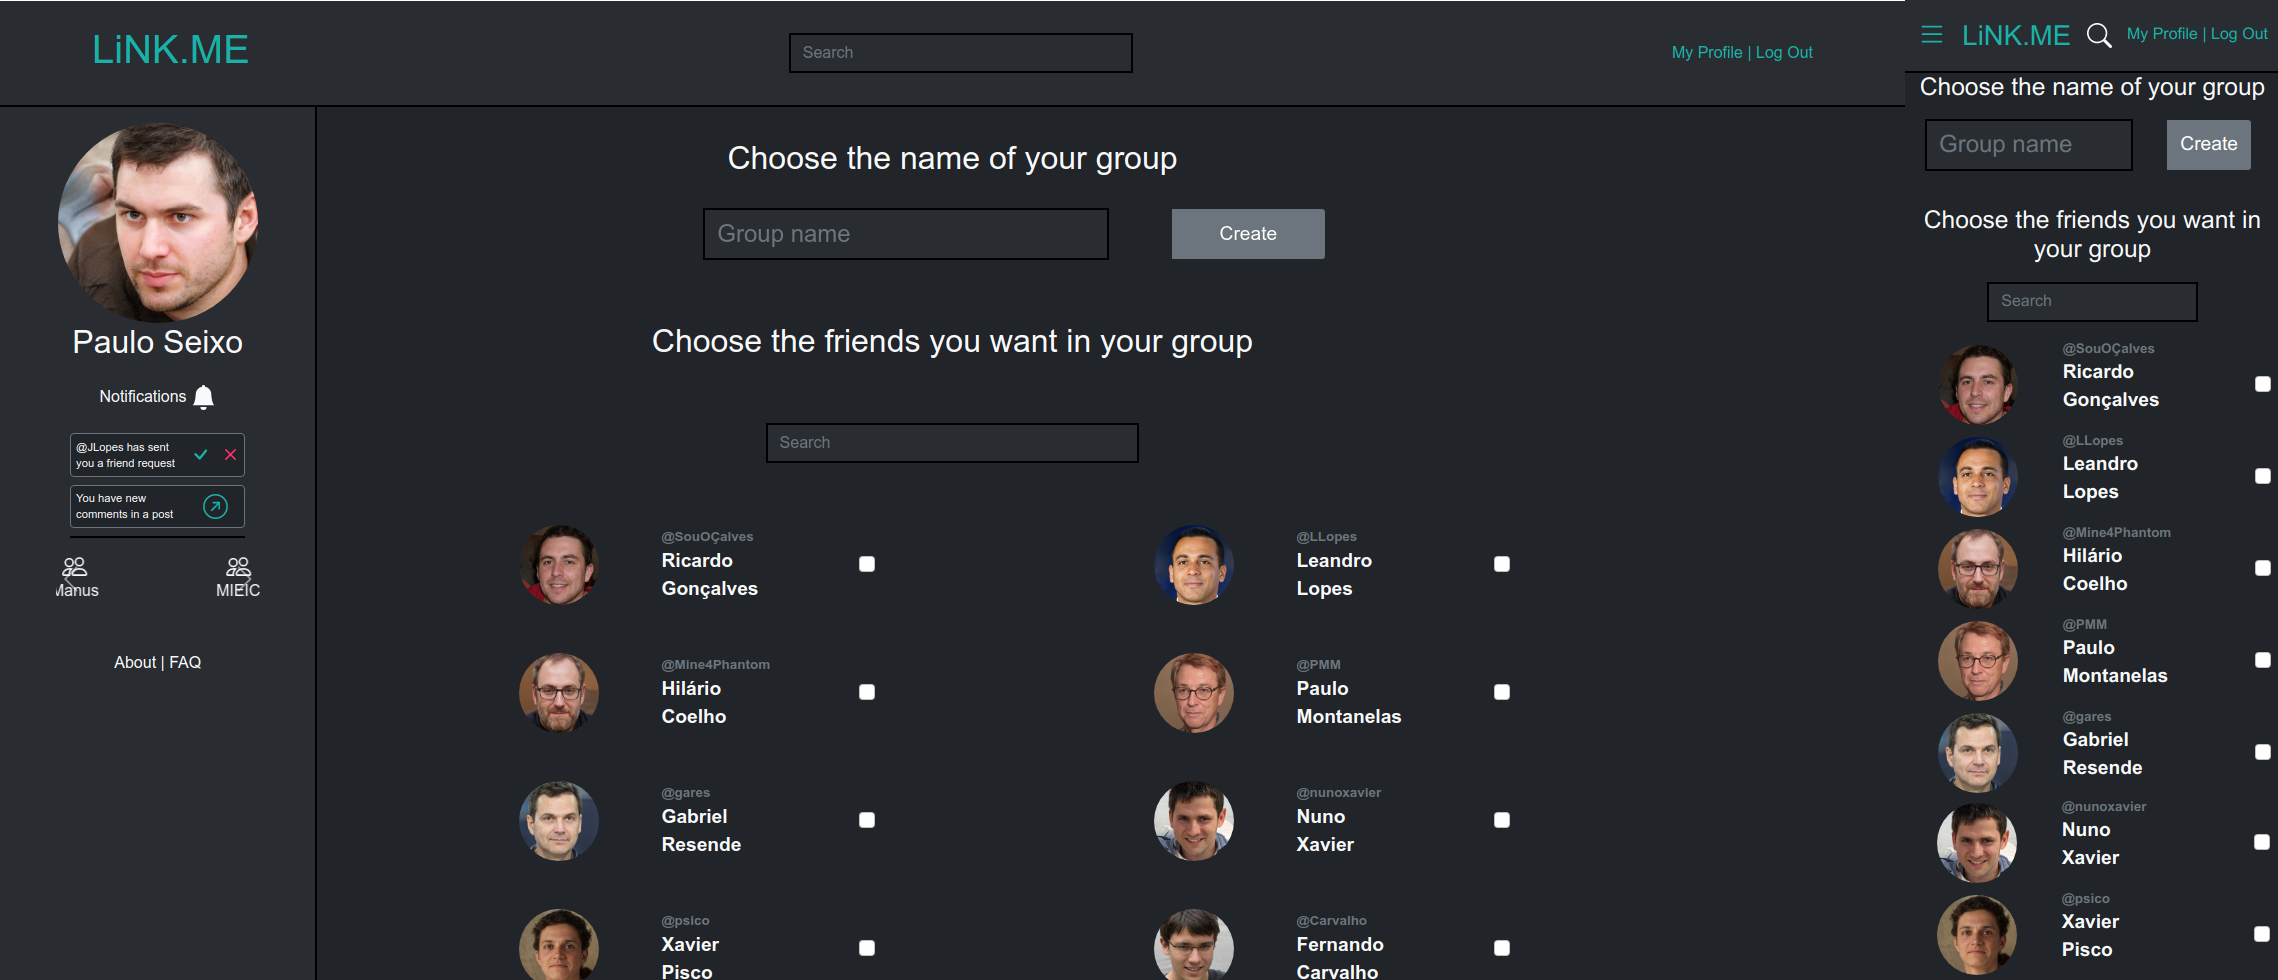 LiNK.ME
Search
My Profile | Log Out
Paulo Seixo
Notifications
@JLopes has sent
you a friend request
You have new
comments in a post
Manus
MIEIC
About | FAQ
Choose the name of your group
Group name
Create
Choose the friends you want in your group
Search
@SouOÇalves
Ricardo
Gonçalves
@LLopes
Leandro
Lopes
@Mine4Phantom
Hilário
Coelho
@PMM
Paulo
Montanelas
@gares
Gabriel
Resende
@nunoxavier
Nuno
Xavier
@psico
Xavier
Pisco
@Carvalho
Fernando
Carvalho
LiNK.ME
My Profile | Log Out
Choose the name of your group
Group name
Create
Choose the friends you want in
your group
Search
@SouOÇalves
Ricardo
Gonçalves
@LLopes
Leandro
Lopes
@Mine4Phantom
Hilário
Coelho
@PMM
Paulo
Montanelas
@gares
Gabriel
Resende
@nunoxavier
Nuno
Xavier
@psico
Xavier
Pisco